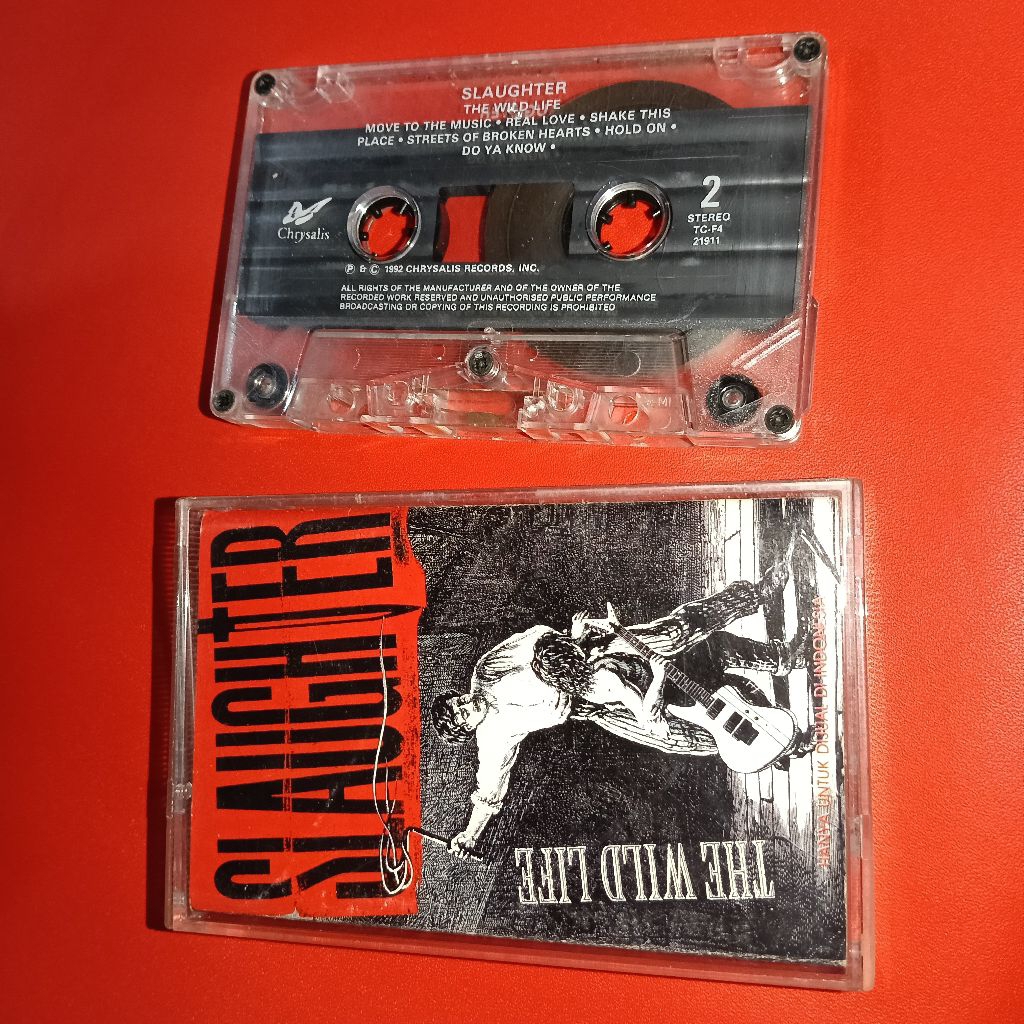 SLAUGHTER
THE WILD LIFE
MOVE TO THE MUSIC • REAL LOVE • SHAKE THIS
PLACE • STREETS OF BROKEN HEARTS • HOLD ON •
DO YA KNOW •
Chrysalis
2
STEREO
TC-F4
21911
℗ & © 1992 CHRYSALIS RECORDS, INC.
ALL RIGHTS OF THE MANUFACTURER AND OF THE OWNER OF THE
RECORDED WORK RESERVED AND UNAUTHORISED PUBLIC PERFORMANCE
BROADCASTING OR COPYING OF THIS RECORDING IS PROHIBITED
SLAUGHTER
SLAUGHTER
THE WILD LIFE
HANYA UNTUK DIJUAL DI INDONESIA